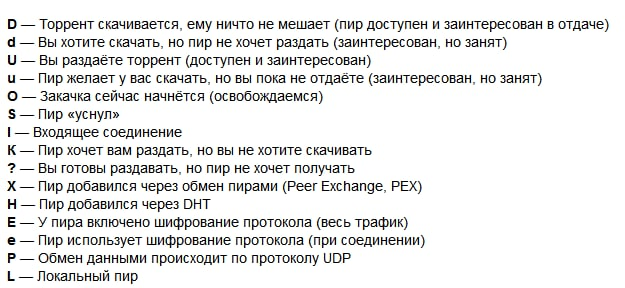 D — Торрент скачивается, ему ничто не мешает (пир доступен и заинтересован в отдаче)
d — Вы хотите скачать, но пир не хочет раздать (заинтересован, но занят)
U — Вы раздаёте торрент (доступен и заинтересован)
u — Пир желает у вас скачать, но вы пока не отдаёте (заинтересован, но занят)
O — Закачка сейчас начнётся (освобождаемся)
S — Пир «уснул»
I — Входящее соединение
K — Пир хочет вам раздать, но вы не хотите скачивать
? — Вы готовы раздавать, но пир не хочет получать
X — Пир добавился через обмен пирами (Peer Exchange, PEX)
H — Пир добавился через DHT
E — У пира включено шифрование протокола (весь трафик)
e — Пир использует шифрование протокола (при соединении)
P — Обмен данными происходит по протоколу UDP
L — Локальный пир